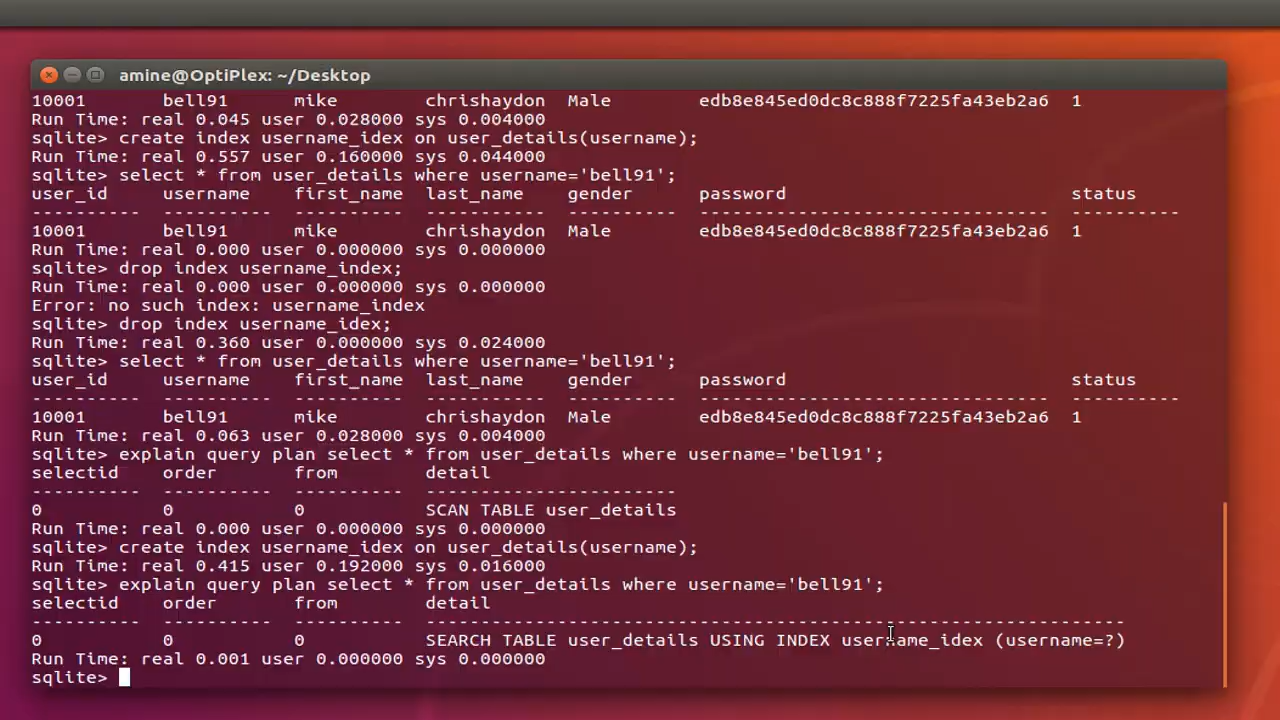 amine@OptiPlex: ~/Desktop
10001 bell91 mike chrishaydon Male edb8e845ed0dc8c888f7225fa43eb2a6 1
Run Time: real 0.045 user 0.028000 sys 0.004000
sqlite> create index username_idex on user_details(username);
Run Time: real 0.557 user 0.160000 sys 0.044000
sqlite> select * from user_details where username='bell91';
user_id username first_name last_name gender password status
---------- ---------- ---------- ----------- ---------- -------------------------------- ----------
10001 bell91 mike chrishaydon Male edb8e845ed0dc8c888f7225fa43eb2a6 1
Run Time: real 0.000 user 0.000000 sys 0.000000
sqlite> drop index username_index;
Run Time: real 0.000 user 0.000000 sys 0.000000
Error: no such index: username_index
sqlite> drop index username_idex;
Run Time: real 0.360 user 0.000000 sys 0.024000
sqlite> select * from user_details where username='bell91';
user_id username first_name last_name gender password status
---------- ---------- ---------- ----------- ---------- -------------------------------- ----------
10001 bell91 mike chrishaydon Male edb8e845ed0dc8c888f7225fa43eb2a6 1
Run Time: real 0.063 user 0.028000 sys 0.004000
sqlite> explain query plan select * from user_details where username='bell91';
selectid order from detail
---------- ---------- ---------- -----------------------
0 0 0 SCAN TABLE user_details
Run Time: real 0.000 user 0.000000 sys 0.000000
sqlite> create index username_idex on user_details(username);
Run Time: real 0.415 user 0.192000 sys 0.016000
sqlite> explain query plan select * from user_details where username='bell91';
selectid order from detail
---------- ---------- ---------- ----------------------------------------------------------------
0 0 0 SEARCH TABLE user_details USING INDEX username_idex (username=?)
Run Time: real 0.001 user 0.000000 sys 0.000000
sqlite>